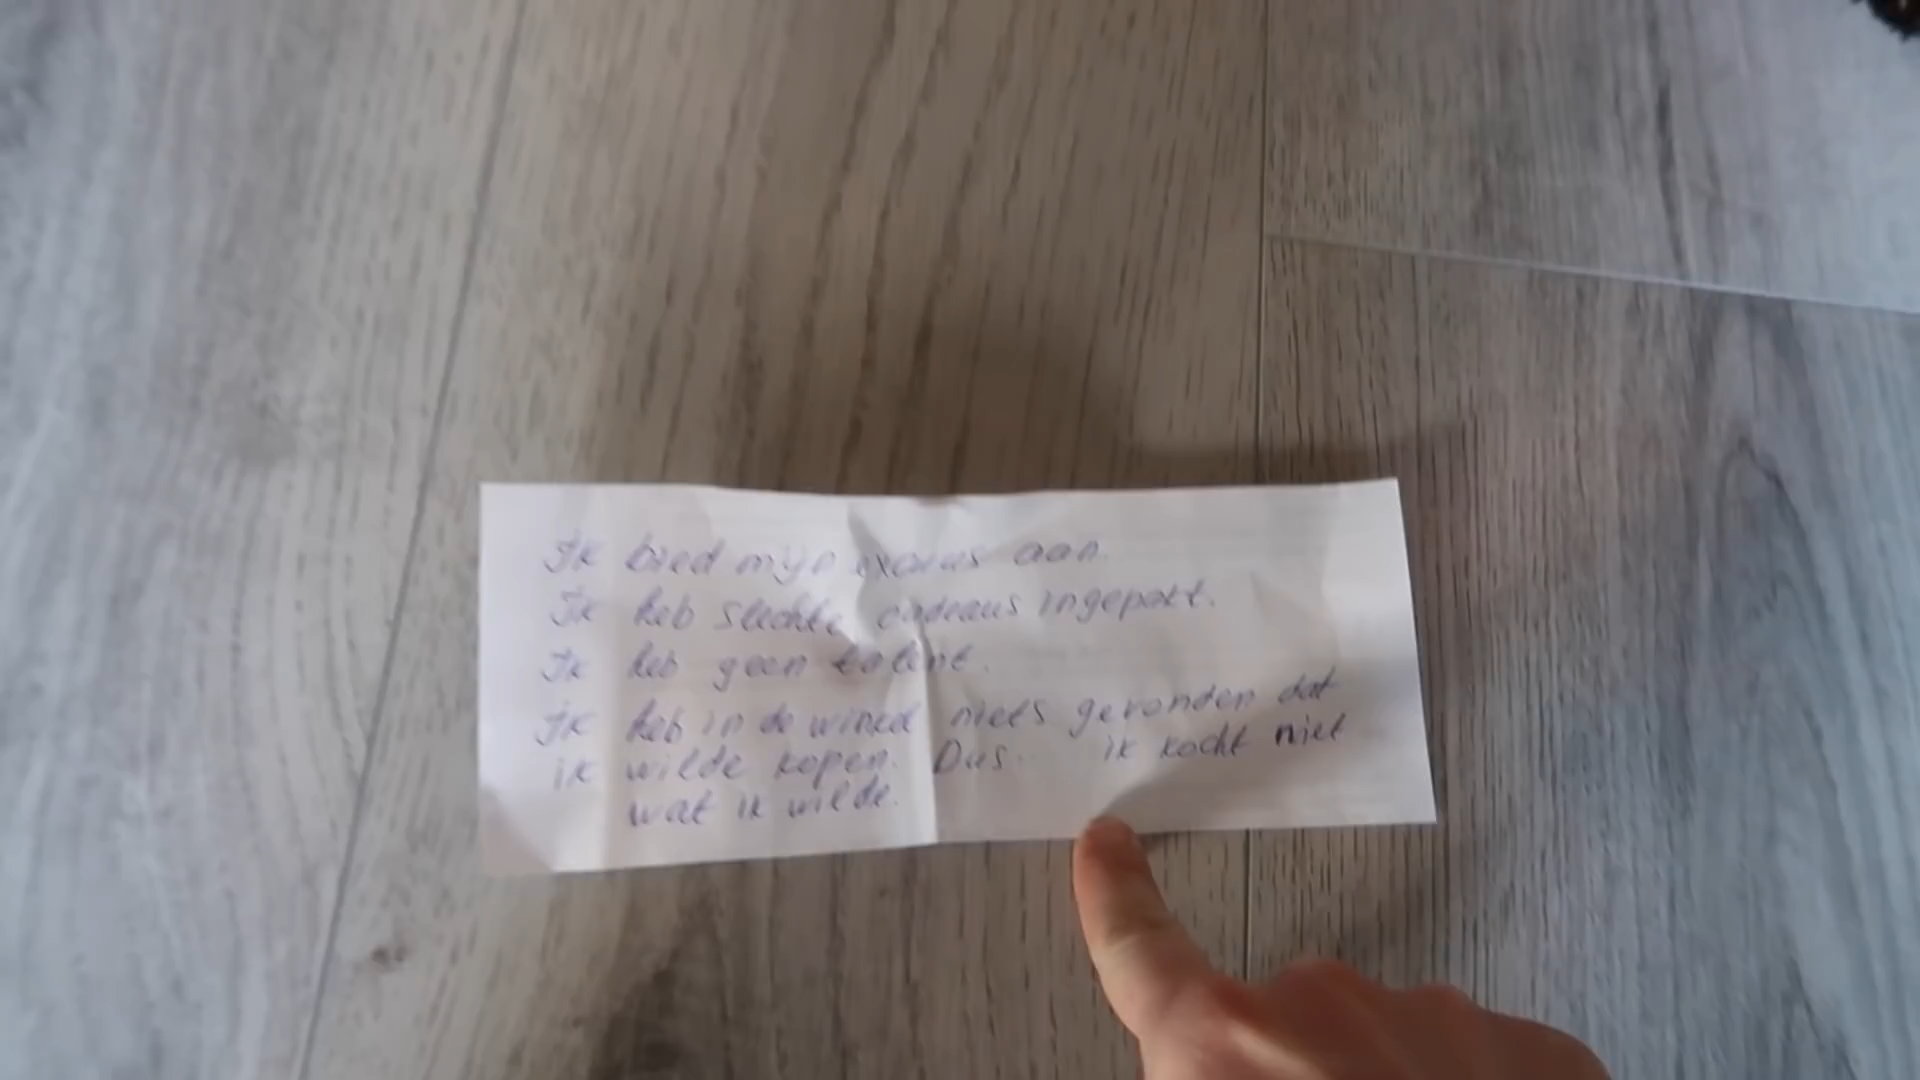 Ik bied mijn excuus aan.
Ik heb slechte cadeaus ingepakt.
Ik heb geen talent.
Ik heb in de winkel niets gevonden dat
ik wilde kopen. Dus... ik kocht niet
wat ik wilde.